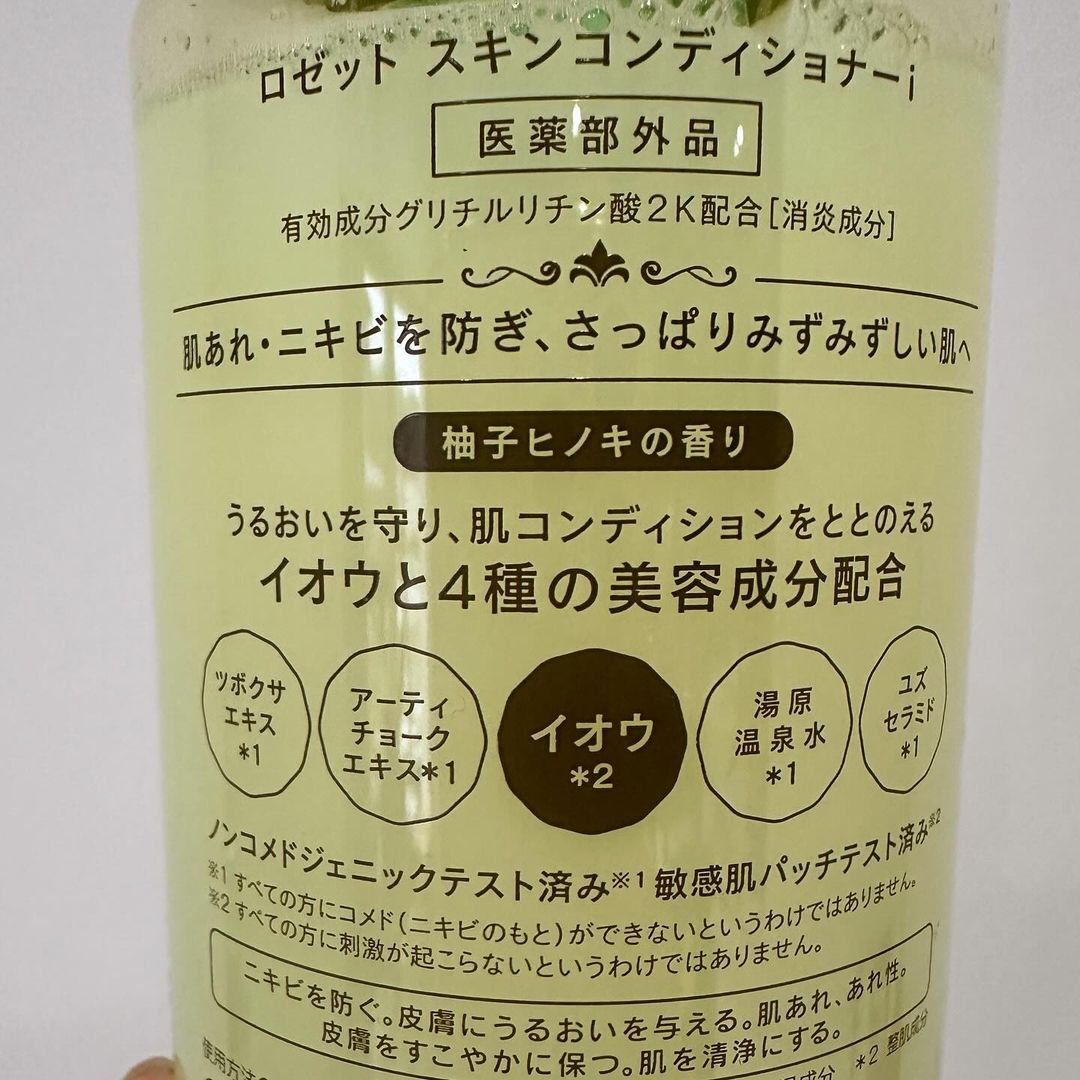 ロゼット スキンコンディショナーi
医薬部外品
有効成分グリチルリチン酸2K配合[消炎成分]
肌あれ・ニキビを防ぎ、さっぱりみずみずしい肌へ
柚子ヒノキの香り
うるおいを守り、肌コンディションをととのえる
イオウと4種の美容成分配合
ツボクサ
エキス
*1
アーティ
チョーク
エキス*1
イオウ
*2
湯原
温泉水
*1
ユズ
セラミド
*1
ノンコメドジェニックテスト済み※1 敏感肌パッチテスト済み※2
※1 すべての方にコメド(ニキビのもと)ができないというわけではありません。
※2 すべての方に刺激が起こらないというわけではありません。
ニキビを防ぐ。皮膚にうるおいを与える。肌あれ、あれ性。
皮膚をすこやかに保つ。肌を清浄にする。
使用方法
成分 *2 整肌成分